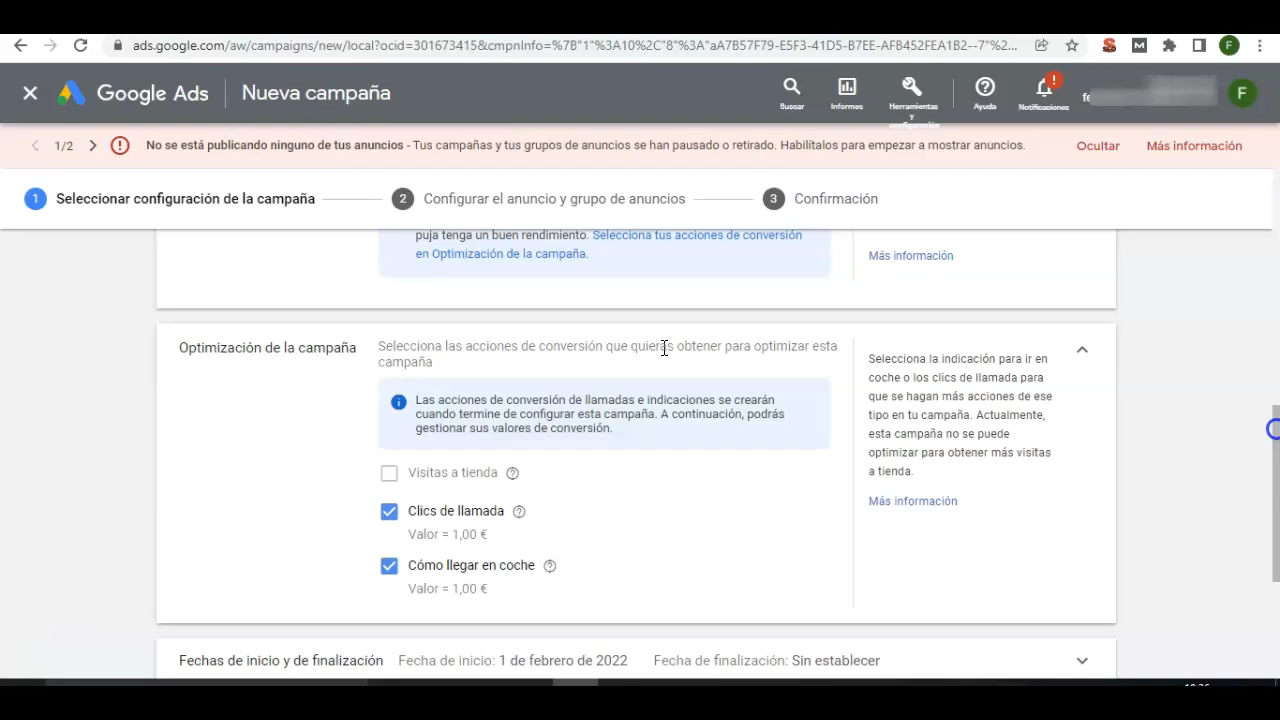 ads.google.com/aw/campaigns/new/local?ocid=301673415&cmpnInfo=%7B"1"%3A10%2C"8"%3A"aA7B57F79-E5F3-41D5-B7EE-AFB452FEA1B2--7"%2...
S M F
Google Ads Nueva campaña
Buscar Informes Herramientas y configuración Ayuda Notificaciones fe F
1/2 No se está publicando ninguno de tus anuncios - Tus campañas y tus grupos de anuncios se han pausado o retirado. Habilítalos para empezar a mostrar anuncios. Ocultar Más información
1 Seleccionar configuración de la campaña 2 Configurar el anuncio y grupo de anuncios 3 Confirmación
puja tenga un buen rendimiento. Selecciona tus acciones de conversión
en Optimización de la campaña.
Más información
Optimización de la campaña
Selecciona las acciones de conversión que quieras obtener para optimizar esta
campaña
Las acciones de conversión de llamadas e indicaciones se crearán
cuando termine de configurar esta campaña. A continuación, podrás
gestionar sus valores de conversión.
Visitas a tienda
Clics de llamada
Valor = 1,00 €
Cómo llegar en coche
Valor = 1,00 €
Selecciona la indicación para ir en
coche o los clics de llamada para
que se hagan más acciones de ese
tipo en tu campaña. Actualmente,
esta campaña no se puede
optimizar para obtener más visitas
a tienda.
Más información
Fechas de inicio y de finalización Fecha de inicio: 1 de febrero de 2022 Fecha de finalización: Sin establecer